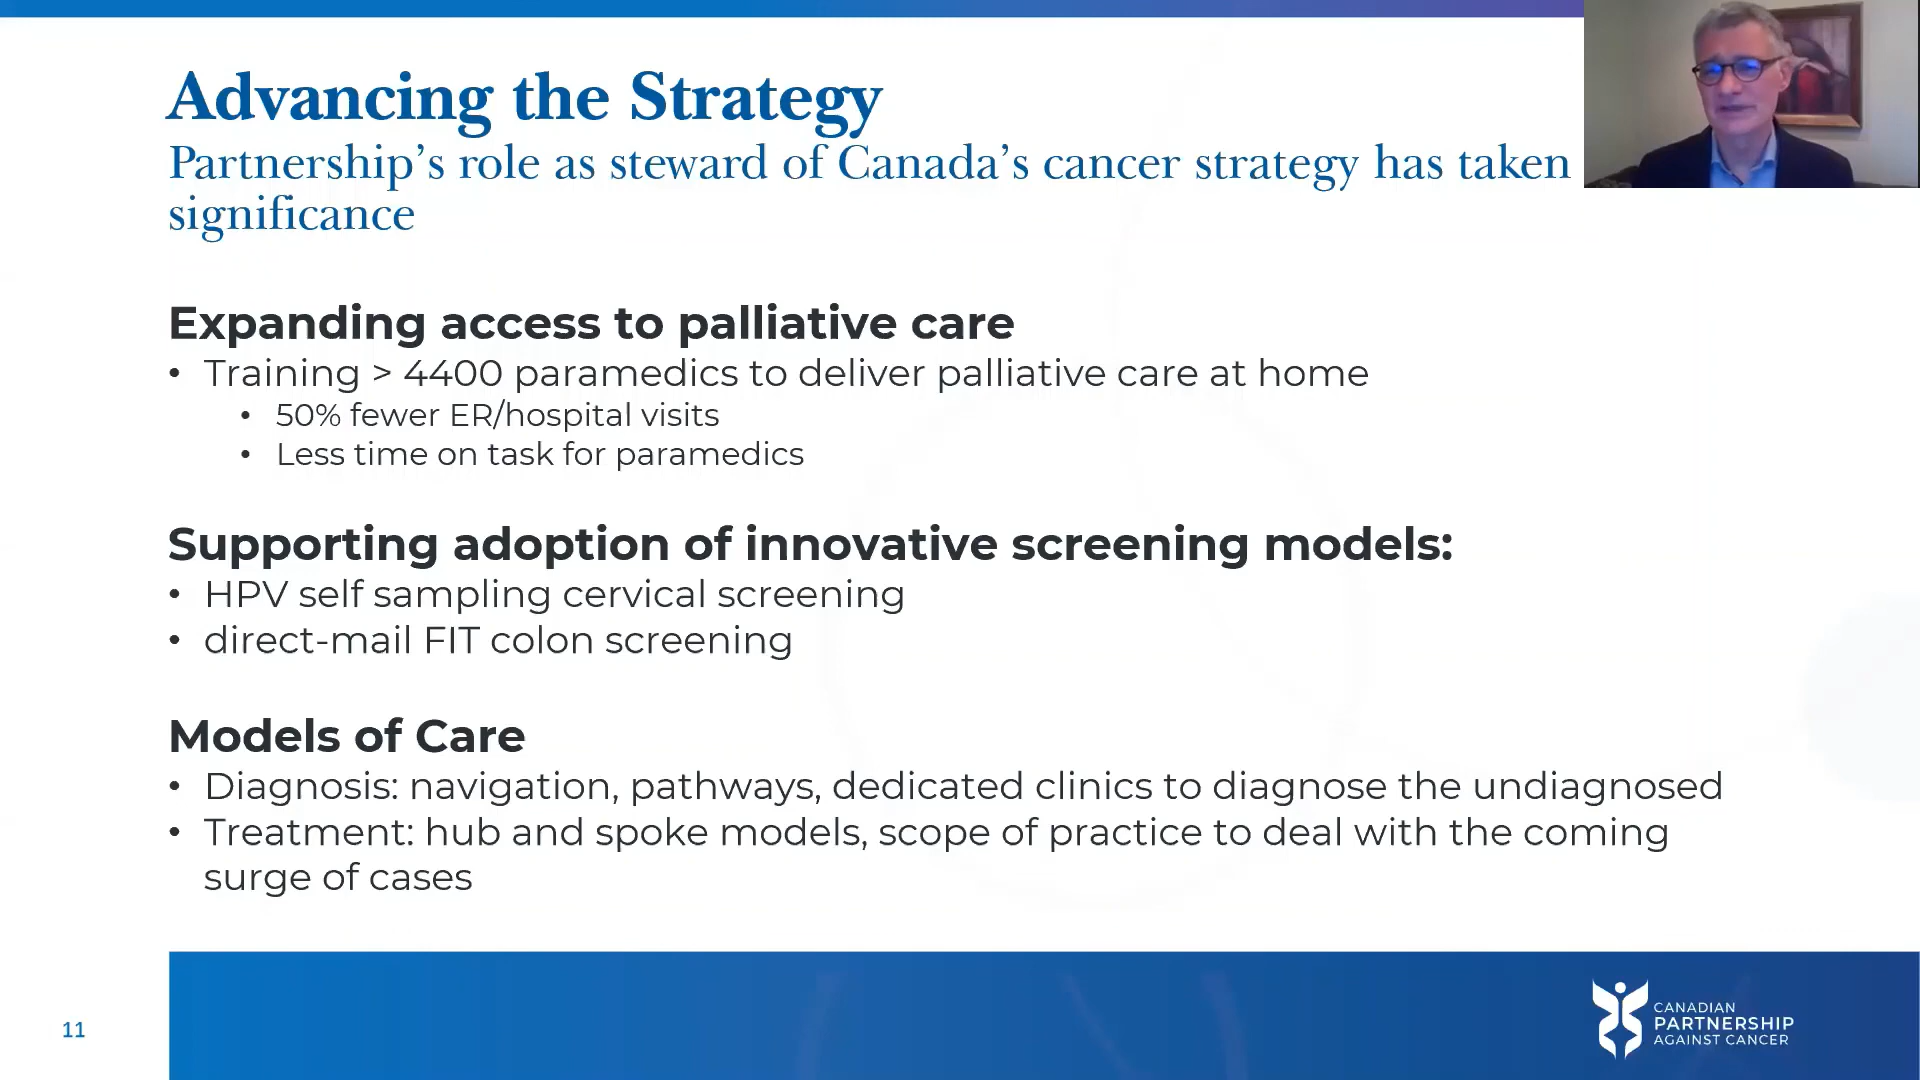 Advancing the Strategy
Partnership's role as steward of Canada's cancer strategy has taken
significance
Expanding access to palliative care
• Training > 4400 paramedics to deliver palliative care at home
• 50% fewer ER/hospital visits
• Less time on task for paramedics
Supporting adoption of innovative screening models:
• HPV self sampling cervical screening
• direct-mail FIT colon screening
Models of Care
• Diagnosis: navigation, pathways, dedicated clinics to diagnose the undiagnosed
• Treatment: hub and spoke models, scope of practice to deal with the coming
surge of cases
11
CANADIAN
PARTNERSHIP
AGAINST CANCER